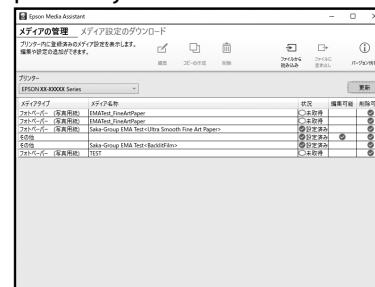 Epson Media Assistant
メディアの管理 メディア設定のダウンロード
プリンター内に登録済みのメディア設定を表示します。
編集や設定の追加ができます。
編集 コピーの作成 削除 ファイルから読み込み ファイルに書き出し
プリンター
EPSON XX-XXXXX Series 更新
メディアタイプ メディア名称 状況 編集可能 削除可
フォトペーパー (写真用紙) EMATest_FineArtPaper 未取得
フォトペーパー (写真用紙) EMATest_FineArtPaper 未取得
フォトペーパー (写真用紙) Saka-Group EMA Test<Ultra Smooth Fine Art Paper> 設定済み
その他 設定済み
その他 Saka-Group EMA Test<BacklitFilm> 設定済み
フォトペーパー (写真用紙) TEST 未取得